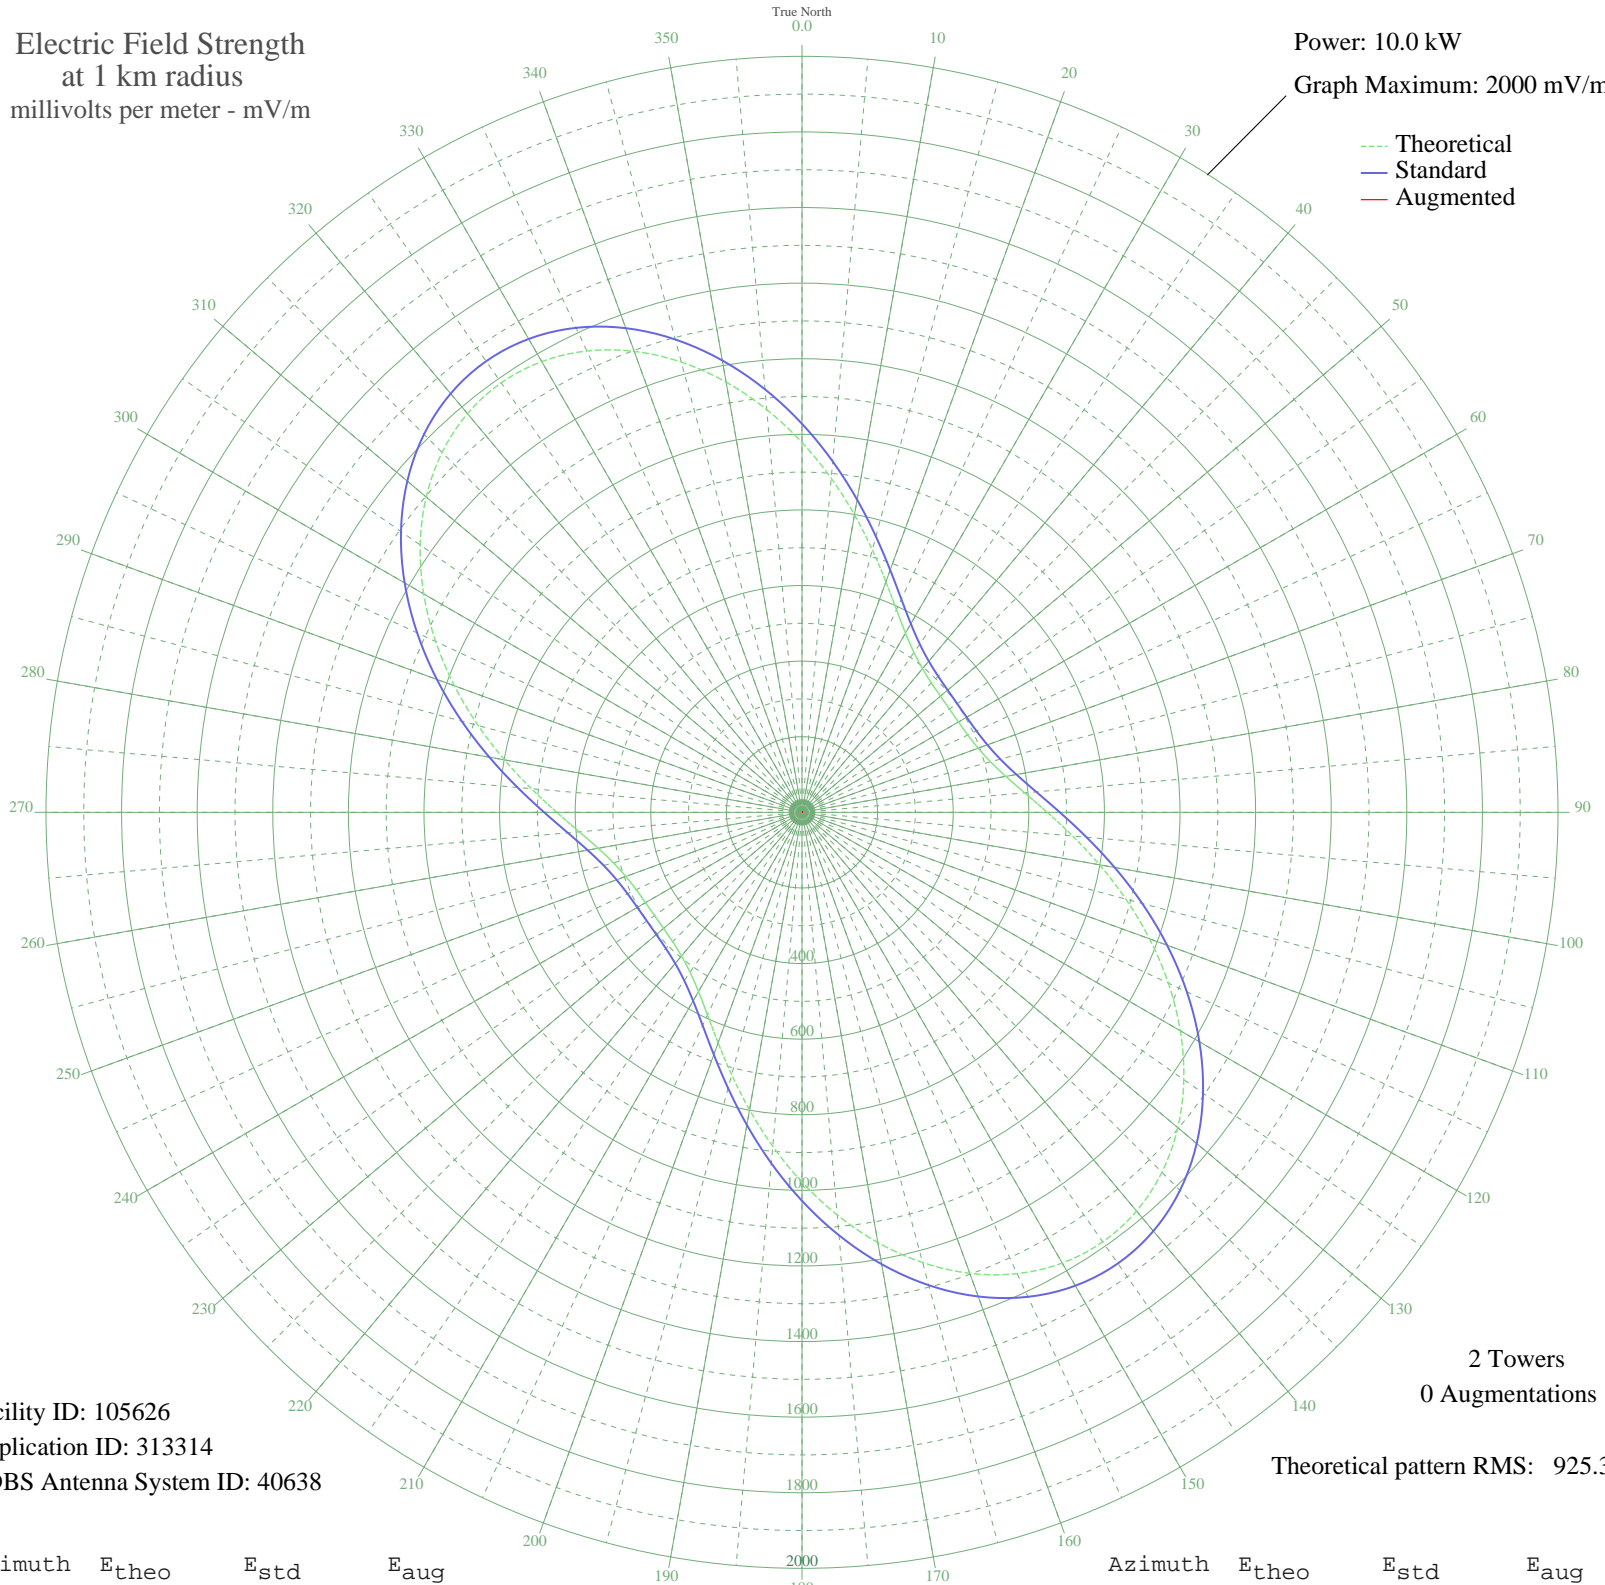 Electric Field Strength
at 1 km radius
millivolts per meter - mV/m
True North
0.0
Power: 10.0 kW
Graph Maximum: 2000 mV/m
Theoretical
Standard
Augmented
10
20
30
40
50
60
70
80
90
100
110
120
130
140
150
160
170
190
200
210
220
230
240
250
260
270
280
290
300
310
320
330
340
350
400
600
800
1000
1200
1400
1600
1800
2000
2 Towers
0 Augmentations
Theoretical pattern RMS: 925.3
cility ID: 105626
plication ID: 313314
DBS Antenna System ID: 40638
imuth Etheo Estd Eaug
Azimuth Etheo Estd Eaug